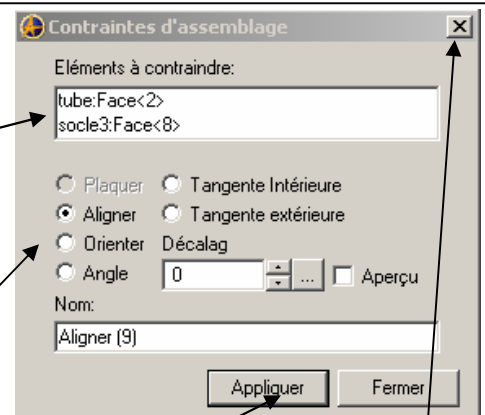 Contraintes d'assemblage
Eléments à contraindre:
tube:Face<2>
socle3:Face<8>
Plaquer Tangente Intérieure
Aligner Tangente extérieure
Orienter Décalag
Angle 0 ... Aperçu
Nom:
Aligner (9)
Appliquer Fermer